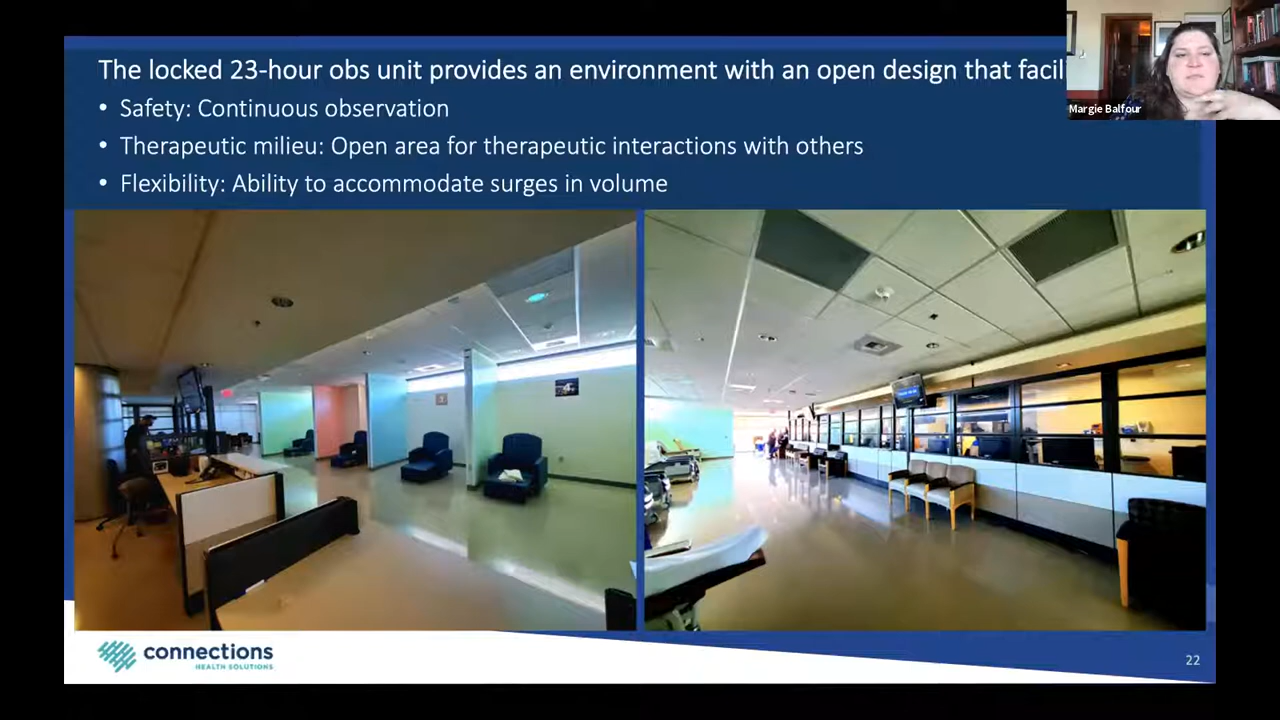 The locked 23-hour obs unit provides an environment with an open design that facil
• Safety: Continuous observation
• Therapeutic milieu: Open area for therapeutic interactions with others
• Flexibility: Ability to accommodate surges in volume
Margie Balfour
connections
HEALTH SOLUTIONS
22